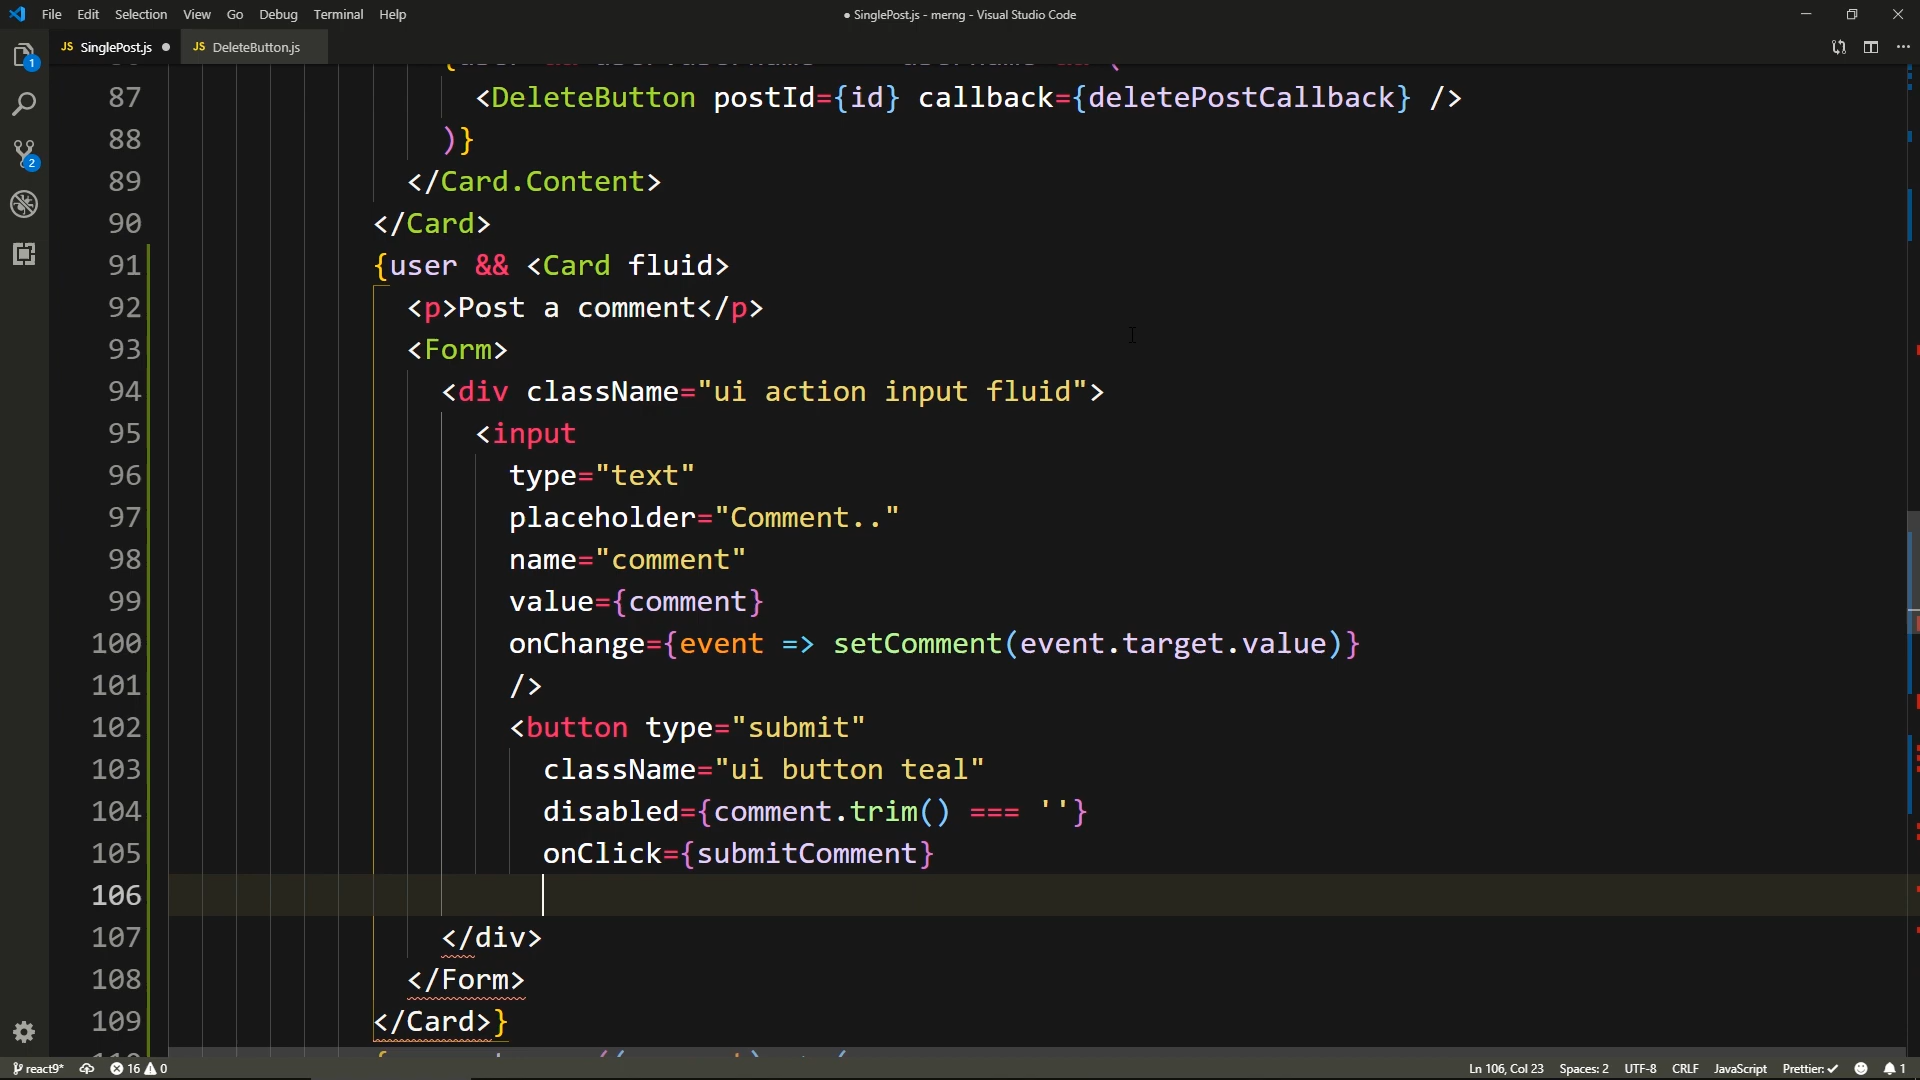 File Edit Selection View Go Debug Terminal Help
● SinglePost.js - merng - Visual Studio Code
JS SinglePost.js ●
JS DeleteButton.js
1
2
87 <DeleteButton postId={id} callback={deletePostCallback} />
88 )}
89 </Card.Content>
90 </Card>
91 {user && <Card fluid>
92 <p>Post a comment</p>
93 <Form>
94 <div className="ui action input fluid">
95 <input
96 type="text"
97 placeholder="Comment.."
98 name="comment"
99 value={comment}
100 onChange={event => setComment(event.target.value)}
101 />
102 <button type="submit"
103 className="ui button teal"
104 disabled={comment.trim() === ''}
105 onClick={submitComment}
106
107 </div>
108 </Form>
109 </Card>}
react9* 16 0 Ln 106, Col 23 Spaces: 2 UTF-8 CRLF JavaScript Prettier: ✓ 1